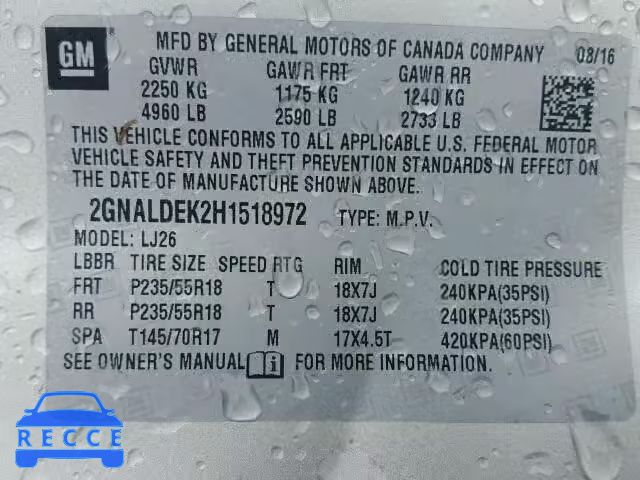 GM
MFD BY GENERAL MOTORS OF CANADA COMPANY 08/16
GVWR GAWR FRT GAWR RR
2250 KG 1175 KG 1240 KG
4960 LB 2590 LB 2733 LB
THIS VEHICLE CONFORMS TO ALL APPLICABLE U.S. FEDERAL MOTOR
VEHICLE SAFETY AND THEFT PREVENTION STANDARDS IN EFFECT ON
THE DATE OF MANUFACTURE SHOWN ABOVE.
2GNALDEK2H1518972 TYPE: M.P.V.
MODEL: LJ26
LBBR TIRE SIZE SPEED RTG RIM COLD TIRE PRESSURE
FRT P235/55R18 T 18X7J 240KPA(35PSI)
RR P235/55R18 T 18X7J 240KPA(35PSI)
SPA T145/70R17 M 17X4.5T 420KPA(60PSI)
SEE OWNER'S MANUAL i FOR MORE INFORMATION.
RECCE